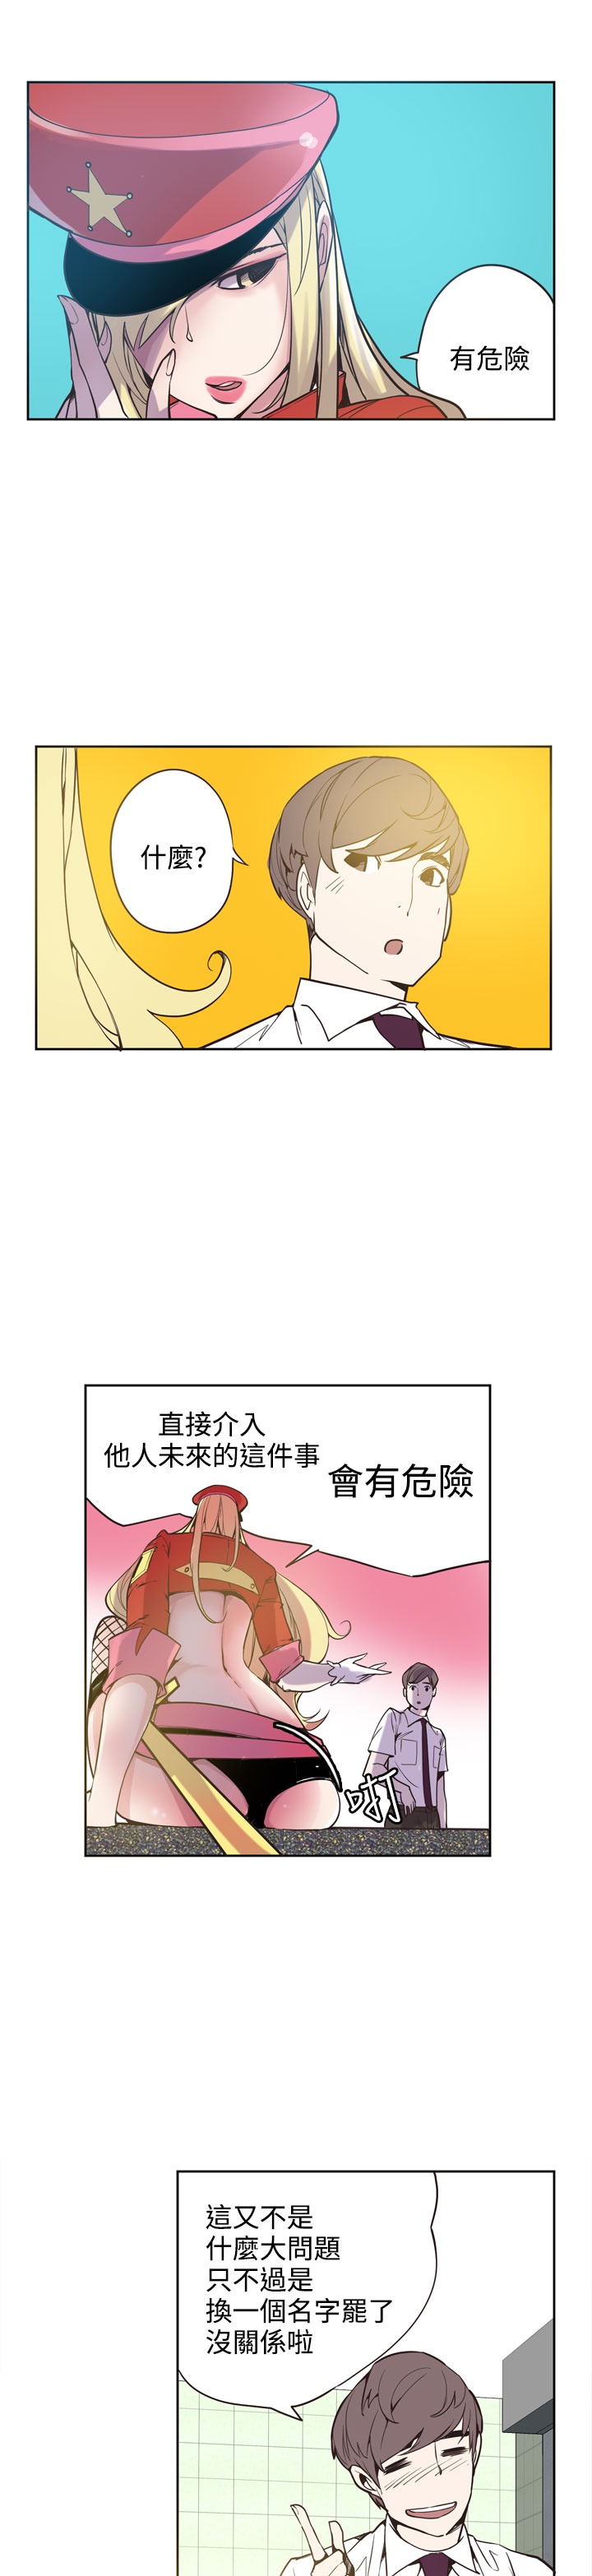 有危險
什麼?
直接介入
他人未來的這件事
會有危險
叮
這又不是
什麼大問題
只不過是
換一個名字罷了
沒關係啦